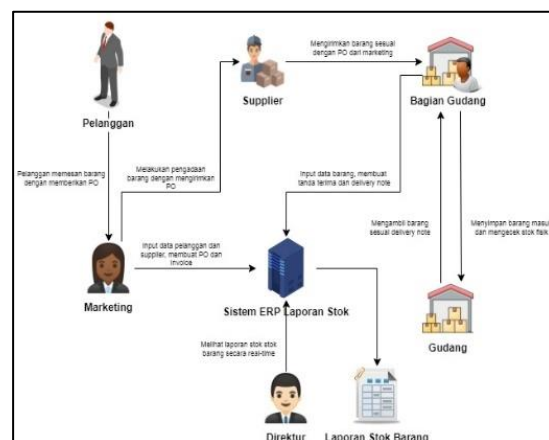 Mengirimkan barang sesuai
dengan PO dari marketing
Supplier
Bagian Gudang
Pelanggan
Pelanggan memesan barang
dengan memberikan PO
Melakukan pengadaan
barang dengan mengirimkan
PO
Input data barang, membuat
tanda terima dan delivery note
Mengambil barang
sesuai delivery note
Menyimpan barang masuk
dan mengecek stok fisik
Input data pelanggan dan
supplier, membuat PO dan
invoice
Marketing
Sistem ERP Laporan Stok
Gudang
Melihat laporan stok stok
barang secara real-time
Direktur
Laporan Stok Barang